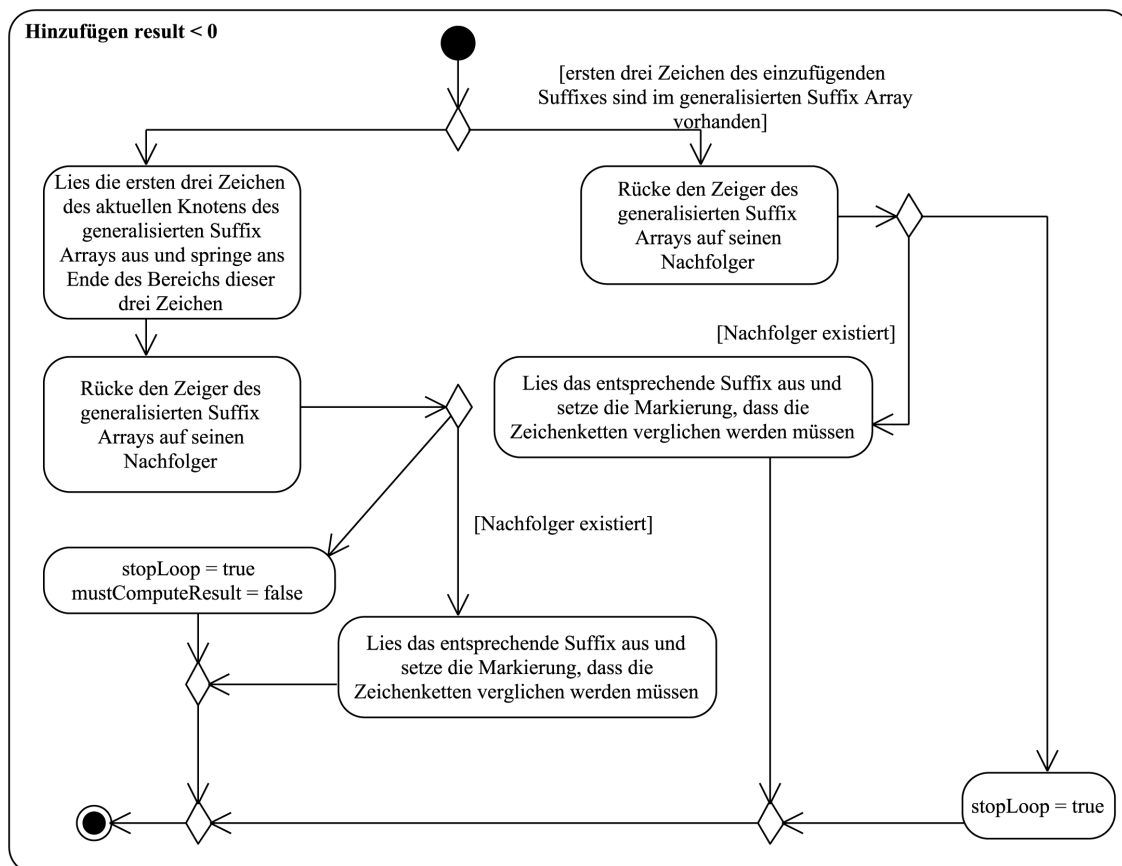 Hinzufügen result < 0
[ersten drei Zeichen des einzufügenden
Suffixes sind im generalisierten Suffix Array
vorhanden]
Lies die ersten drei Zeichen
des aktuellen Knotens des
generalisierten Suffix
Arrays aus und springe ans
Ende des Bereichs dieser
drei Zeichen
Rücke den Zeiger des
generalisierten Suffix
Arrays auf seinen
Nachfolger
[Nachfolger existiert]
Rücke den Zeiger des
generalisierten Suffix
Arrays auf seinen
Nachfolger
Lies das entsprechende Suffix aus und
setze die Markierung, dass die
Zeichenketten verglichen werden müssen
[Nachfolger existiert]
stopLoop = true
mustComputeResult = false
Lies das entsprechende Suffix aus und
setze die Markierung, dass die
Zeichenketten verglichen werden müssen
stopLoop = true